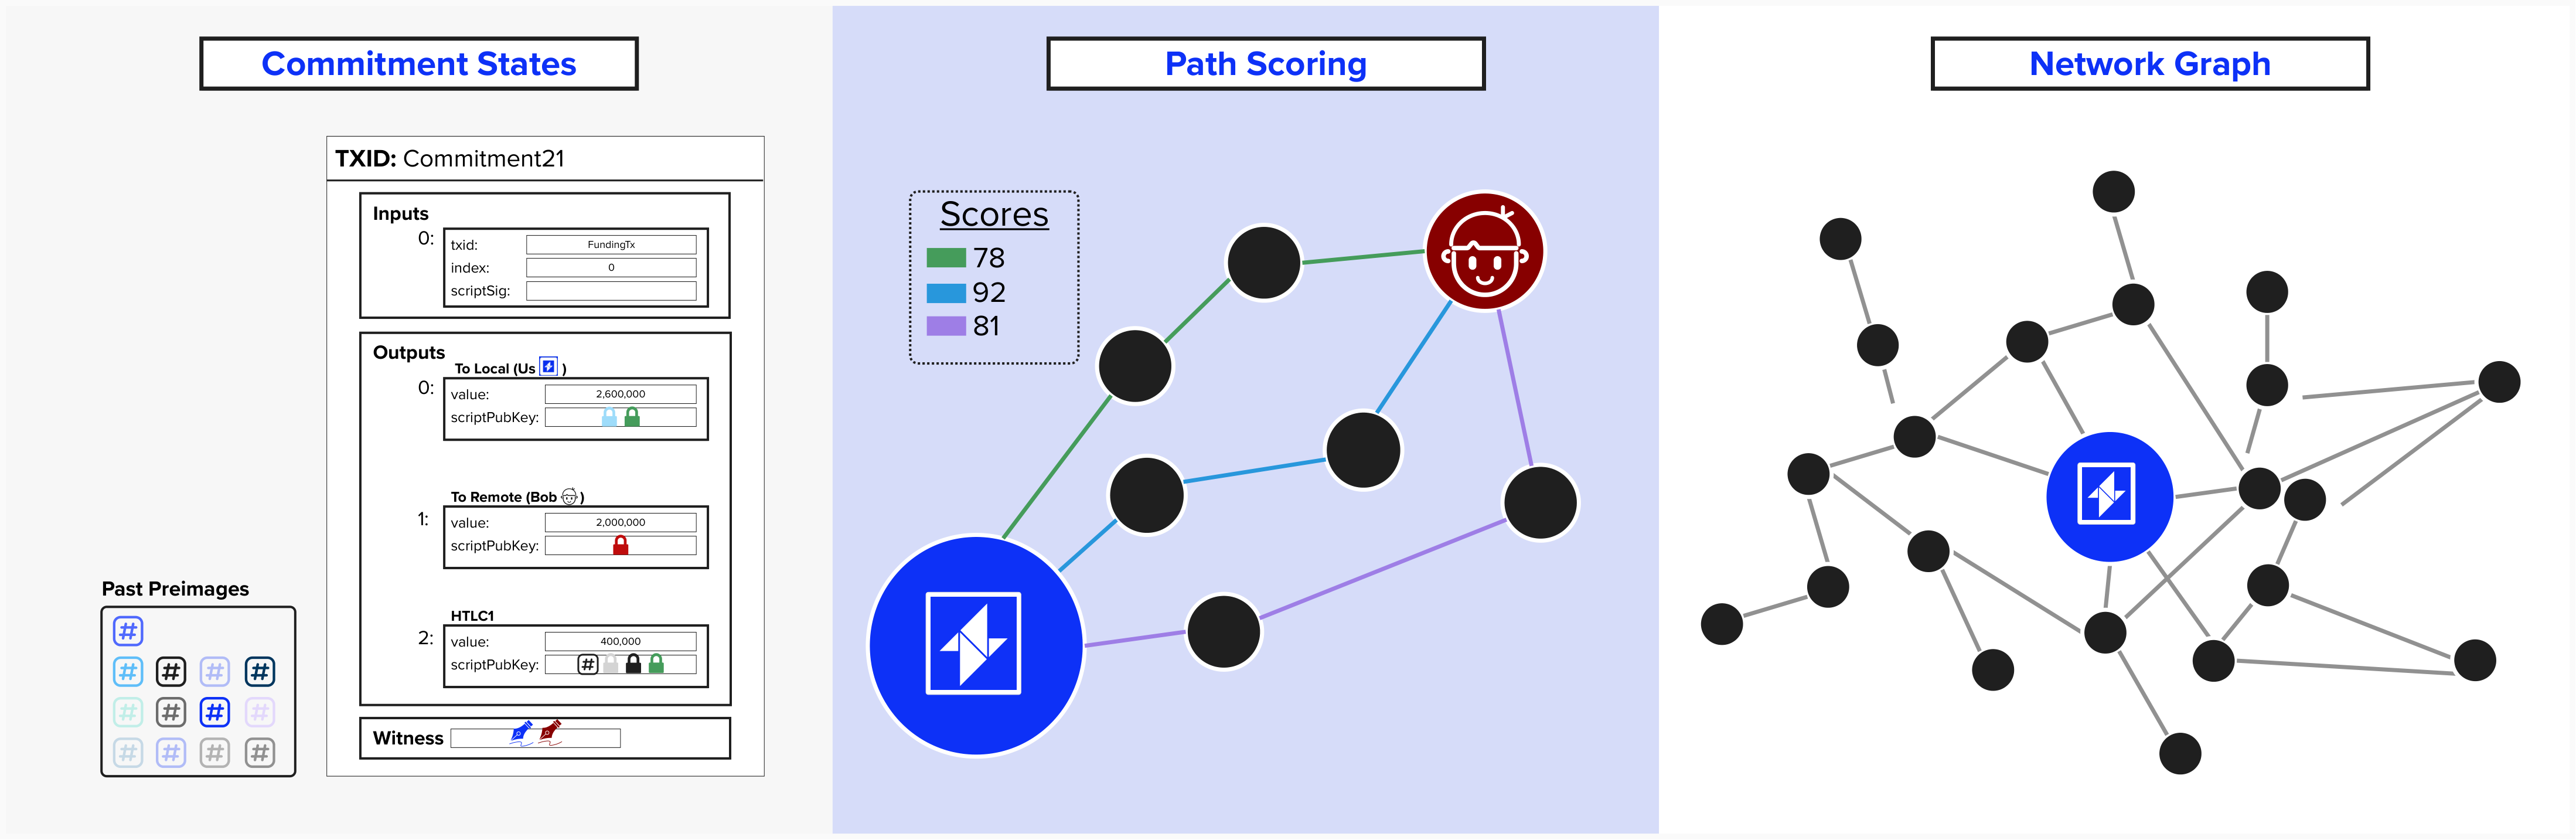 Commitment States
TXID: Commitment21
Inputs
0:
txid: FundingTx
index: 0
scriptSig:
Outputs
To Local (Us )
0:
value: 2,600,000
scriptPubKey:
To Remote (Bob )
1:
value: 2,000,000
scriptPubKey:
HTLC1
2:
value: 400,000
scriptPubKey: #
Witness
Past Preimages
#
# # # #
# # # #
# # # #
Path Scoring
Scores
78
92
81
Network Graph